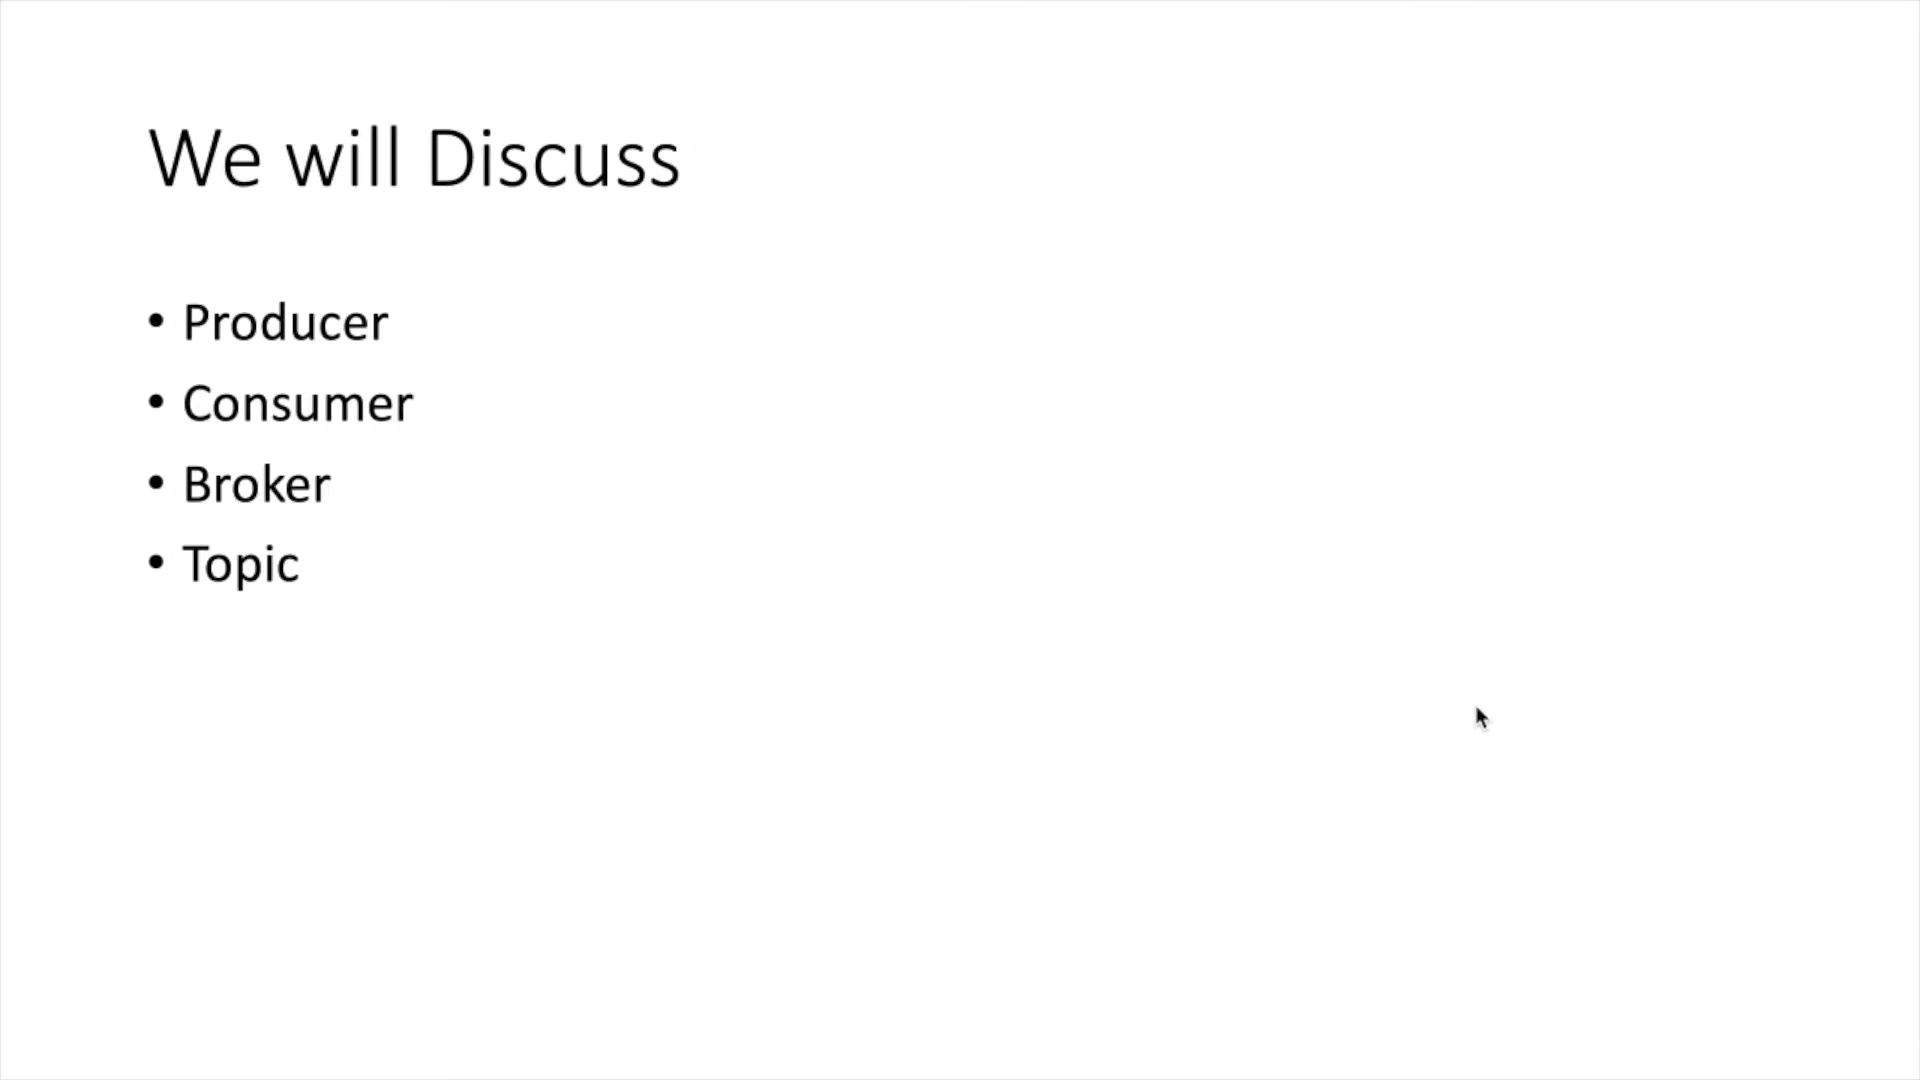 We will Discuss
• Producer
• Consumer
• Broker
• Topic